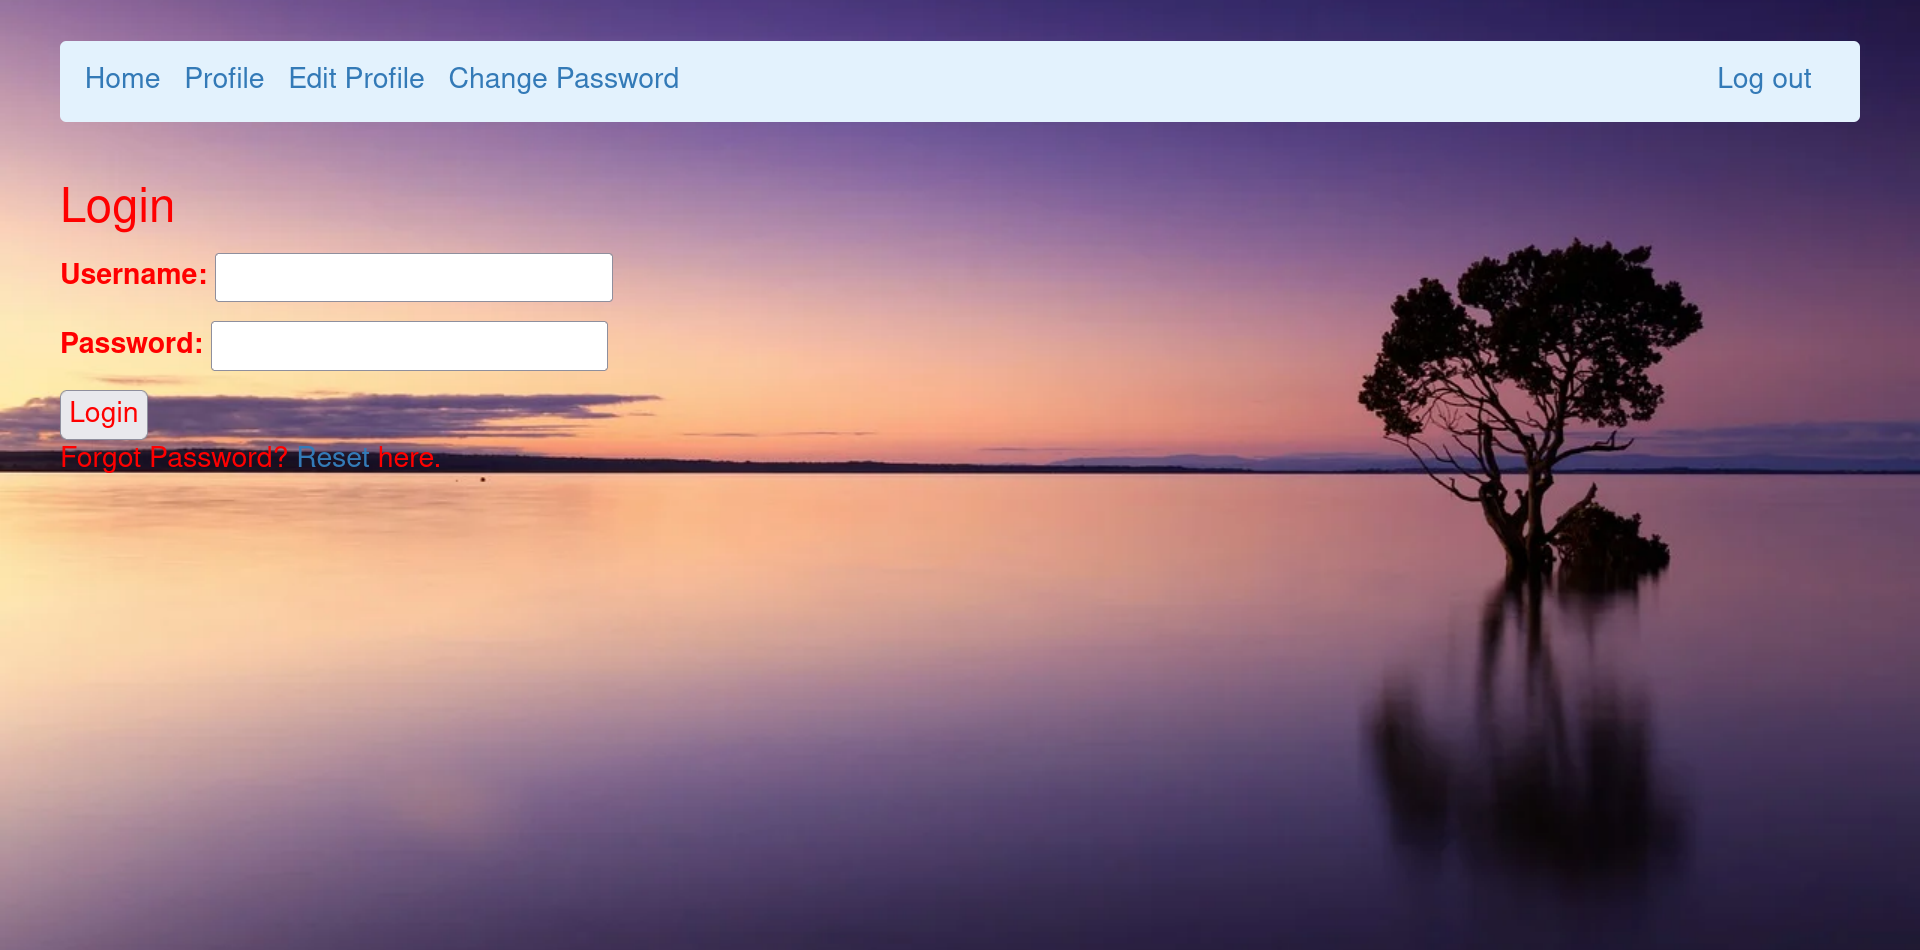 Home Profile Edit Profile Change Password Log out
Login
Username:
Password:
Login
Forgot Password? Reset here.